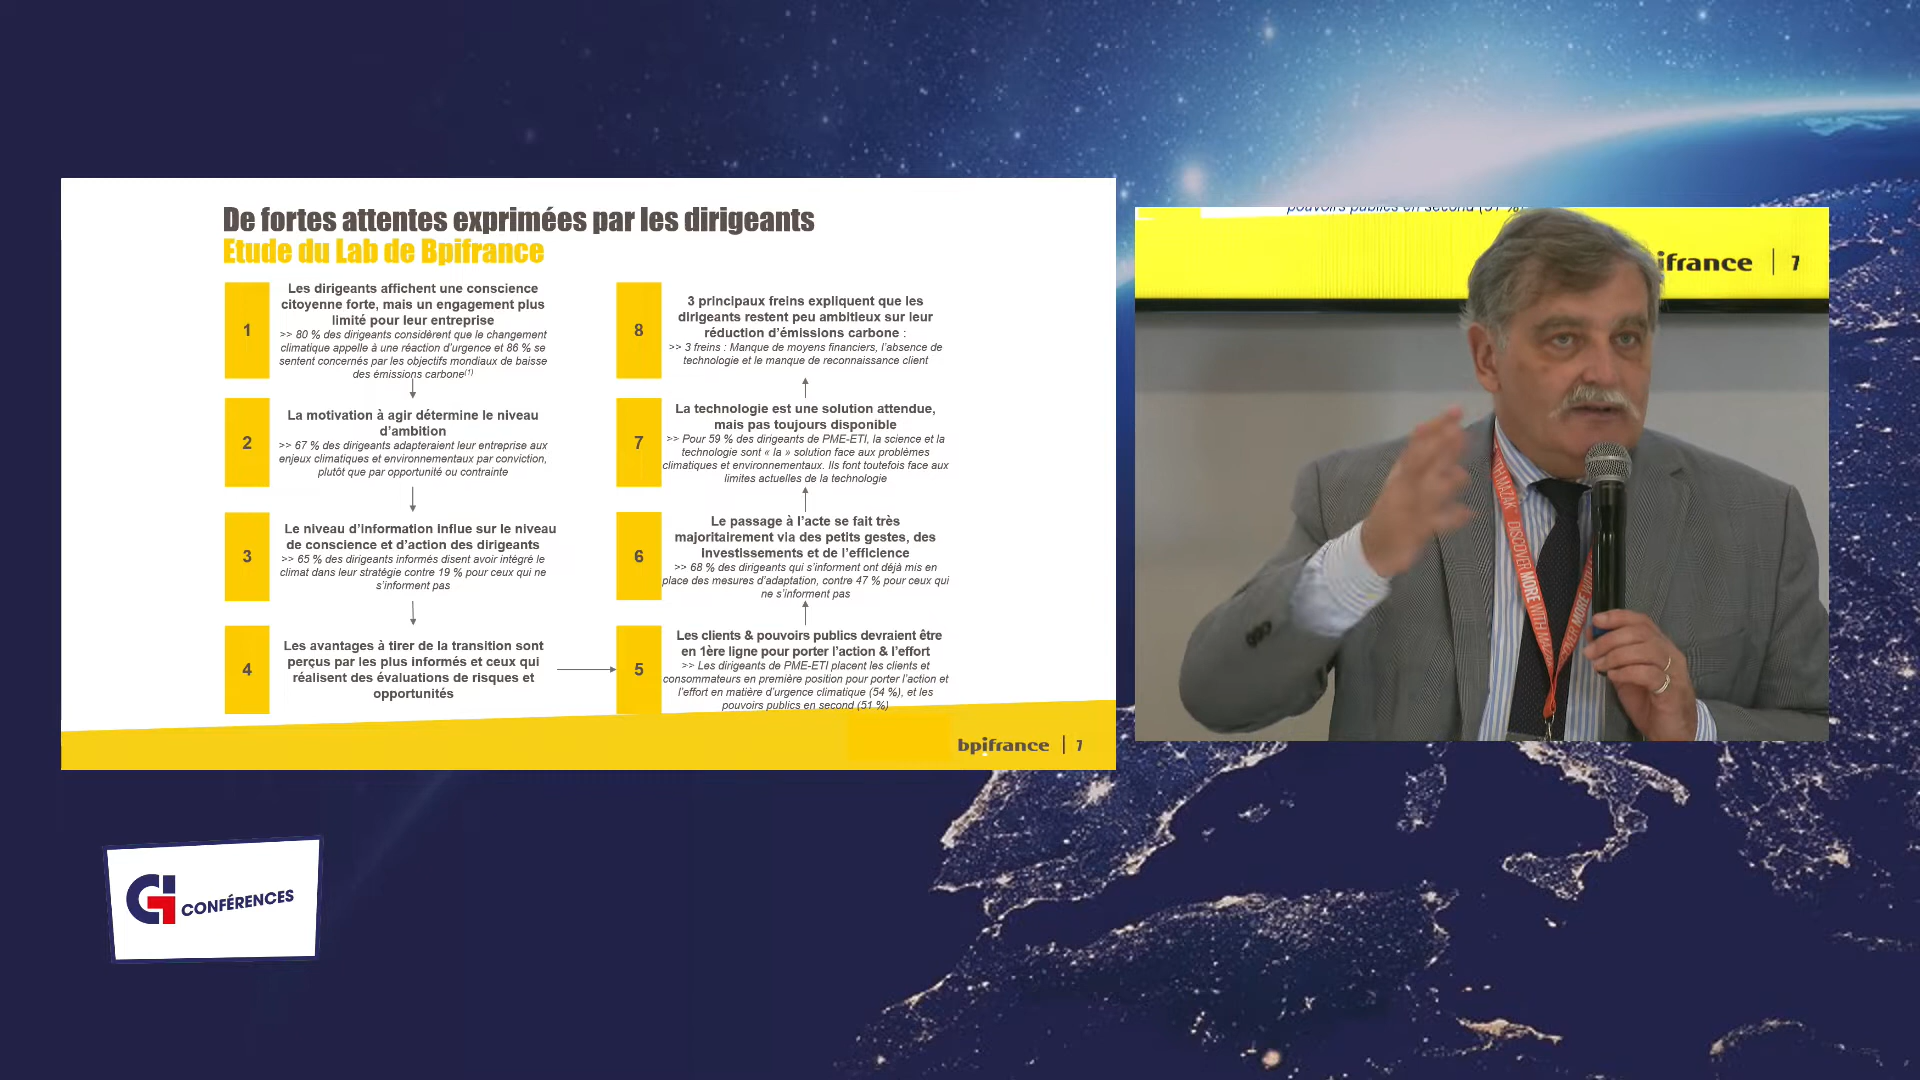 De fortes attentes exprimées par les dirigeants
Etude du Lab de Bpifrance
1
Les dirigeants affichent une conscience
citoyenne forte, mais un engagement plus
limité pour leur entreprise
>> 80 % des dirigeants considèrent que le changement
climatique appelle à une réaction d'urgence et 86 % se
sentent concernés par les objectifs mondiaux de baisse
des émissions carbone(1)
2
La motivation à agir détermine le niveau
d'ambition
>> 67 % des dirigeants adapteraient leur entreprise aux
enjeux climatiques et environnementaux par conviction,
plutôt que par opportunité ou contrainte
3
Le niveau d'information influe sur le niveau
de conscience et d'action des dirigeants
>> 65 % des dirigeants informés disent avoir intégré le
climat dans leur stratégie contre 19 % pour ceux qui ne
s'informent pas
4
Les avantages à tirer de la transition sont
perçus par les plus informés et ceux qui
réalisent des évaluations de risques et
opportunités
5
Les clients & pouvoirs publics devraient être
en 1ère ligne pour porter l'action & l'effort
>> Les dirigeants de PME-ETI placent les clients et
consommateurs en première position pour porter l'action et
l'effort en matière d'urgence climatique (54 %), et les
pouvoirs publics en second (51 %)
6
Le passage à l'acte se fait très
majoritairement via des petits gestes, des
investissements et de l'efficience
>> 68 % des dirigeants qui s'informent ont déjà mis en
place des mesures d'adaptation, contre 47 % pour ceux qui
ne s'informent pas
7
La technologie est une solution attendue,
mais pas toujours disponible
>> Pour 59 % des dirigeants de PME-ETI, la science et la
technologie sont « la » solution face aux problèmes
climatiques et environnementaux. Ils font toutefois face aux
limites actuelles de la technologie
8
3 principaux freins expliquent que les
dirigeants restent peu ambitieux sur leur
réduction d'émissions carbone :
>> 3 freins : Manque de moyens financiers, l'absence de
technologie et le manque de reconnaissance client
bpifrance | 7
pouvoirs publics en second (51 %)
ifrance | 7
DISCOVER MORE WITH
MORE WITH
GI CONFÉRENCES